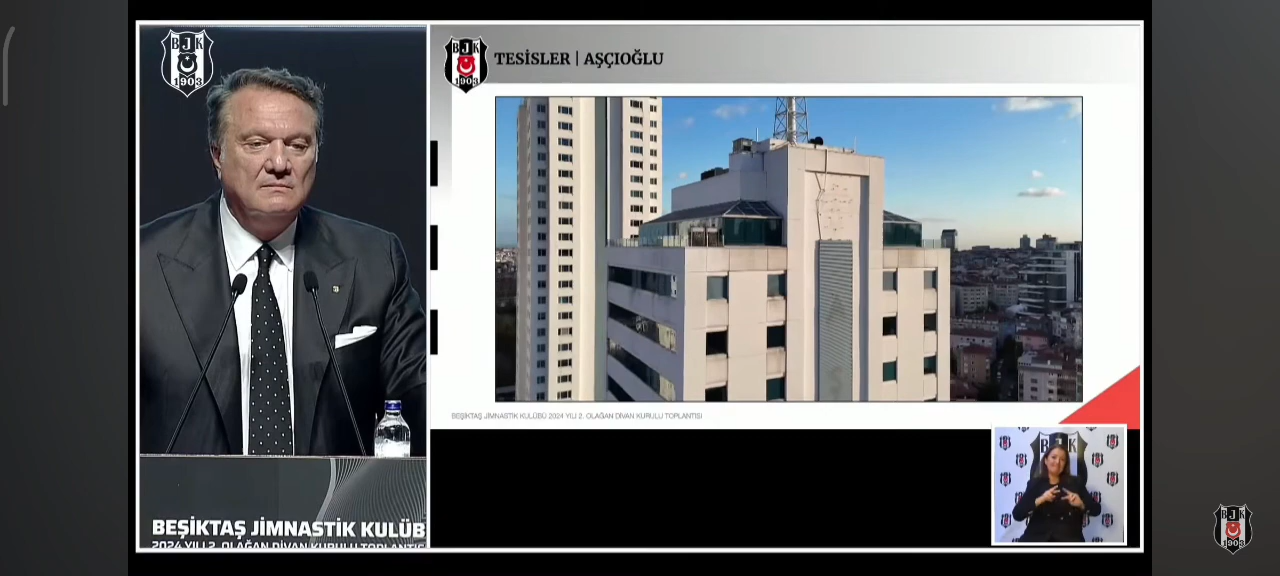 BJK
1903
BJK
1903
TESİSLER | AŞÇIOĞLU
BEŞİKTAŞ JİMNASTİK KULÜBÜ 2024 YILI 2. OLAĞAN DİVAN KURULU TOPLANTISI
BJK
BEŞİKTAŞ JİMNASTİK KULÜB
2024 YILI 2. OLAĞAN DİVAN KURULU TOPLANTIS
BJK
1903